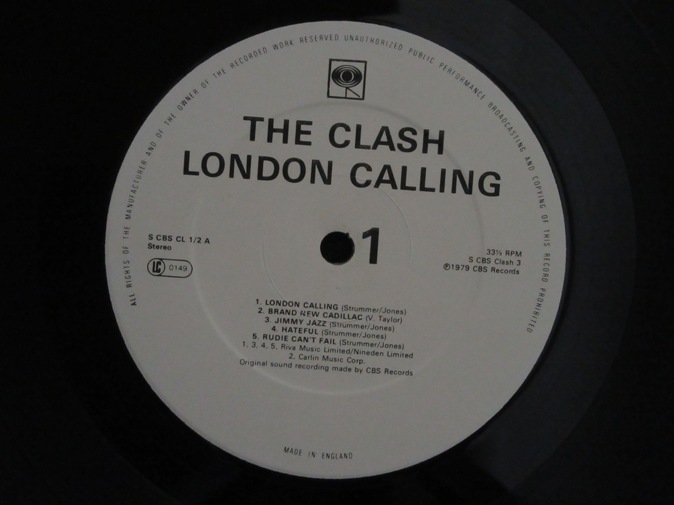 ALL RIGHTS OF THE MANUFACTURER AND OF THE OWNER OF THE RECORDED WORK RESERVED UNAUTHORIZED PUBLIC PERFORMANCE BROADCASTING AND COPYING OF THIS RECORD PROHIBITED
THE CLASH
LONDON CALLING
S CBS CL 1/2 A
Stereo
LC 0149
1
33⅓ RPM
S CBS Clash 3
℗1979 CBS Records
1. LONDON CALLING (Strummer/Jones)
2. BRAND NEW CADILLAC (V. Taylor)
3. JIMMY JAZZ (Strummer/Jones)
4. HATEFUL (Strummer/Jones)
5. RUDIE CAN'T FAIL (Strummer/Jones)
1, 3, 4, 5, Riva Music Limited/Nineden Limited
2. Carlin Music Corp.
Original sound recording made by CBS Records
MADE IN ENGLAND